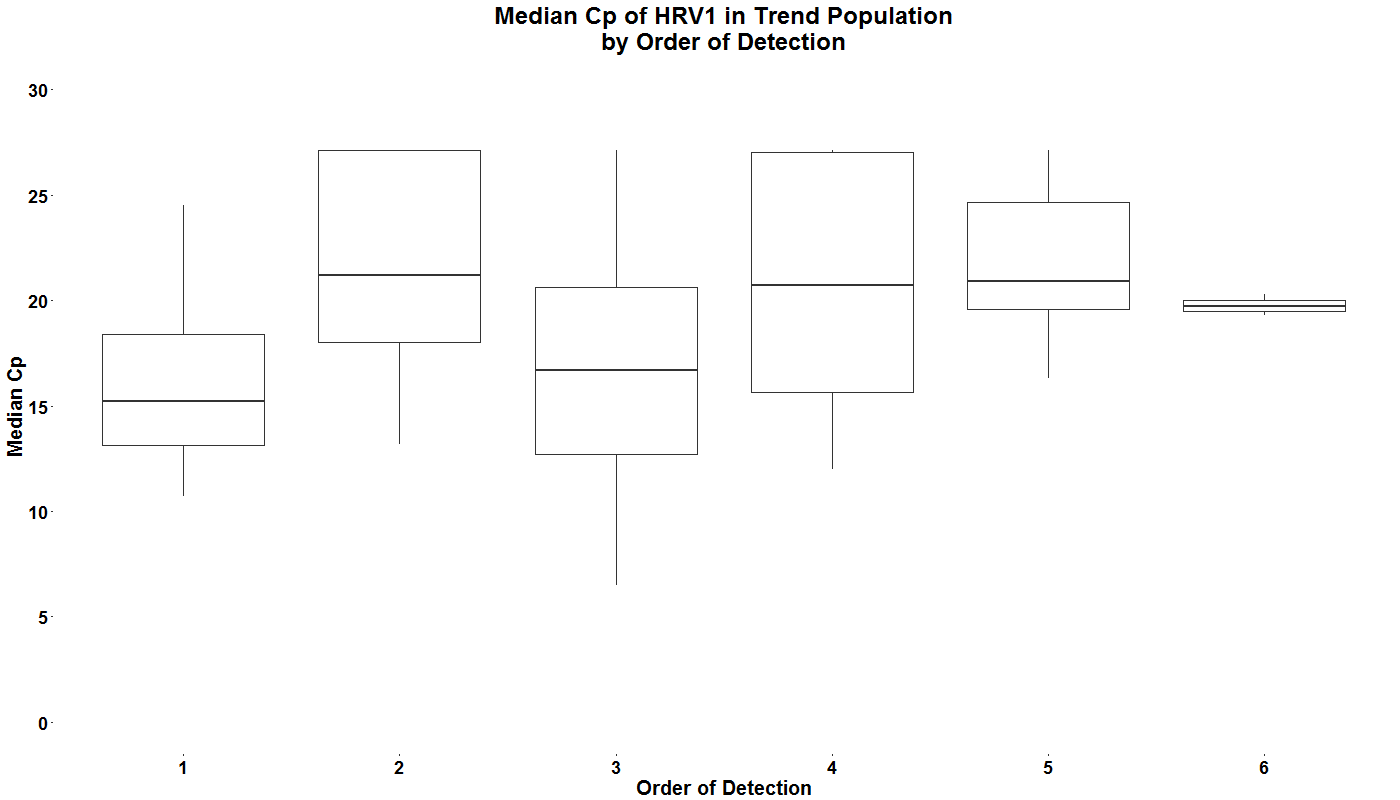 Median Cp of HRV1 in Trend Population
by Order of Detection
30
25
20
15
10
5
0
Median Cp
1 2 3 4 5 6
Order of Detection